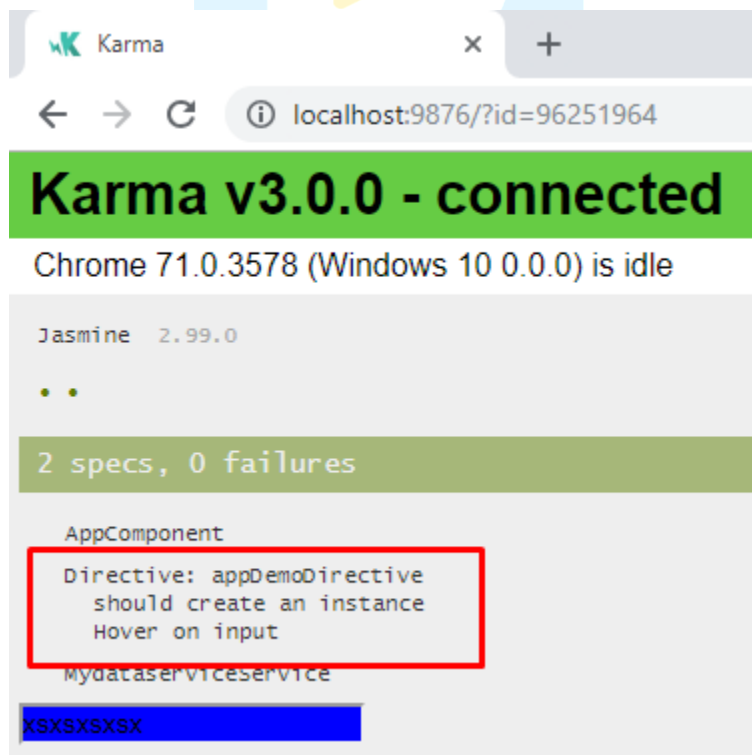 Karma
localhost:9876/?id=96251964
Karma v3.0.0 - connected
Chrome 71.0.3578 (Windows 10 0.0.0) is idle
Jasmine 2.99.0
2 specs, 0 failures
AppComponent
Directive: appDemoDirective
should create an instance
Hover on input
MydataserviceService
xsxsxsxsx